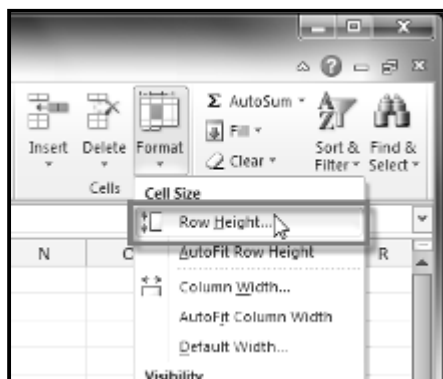 Σ AutoSum
Insert Delete Format Fill Sort & Find &
Clear Filter Select
Cells Cell Size
Row Height...
N AutoFit Row Height R
Column Width...
AutoFit Column Width
Default Width...
Visibility